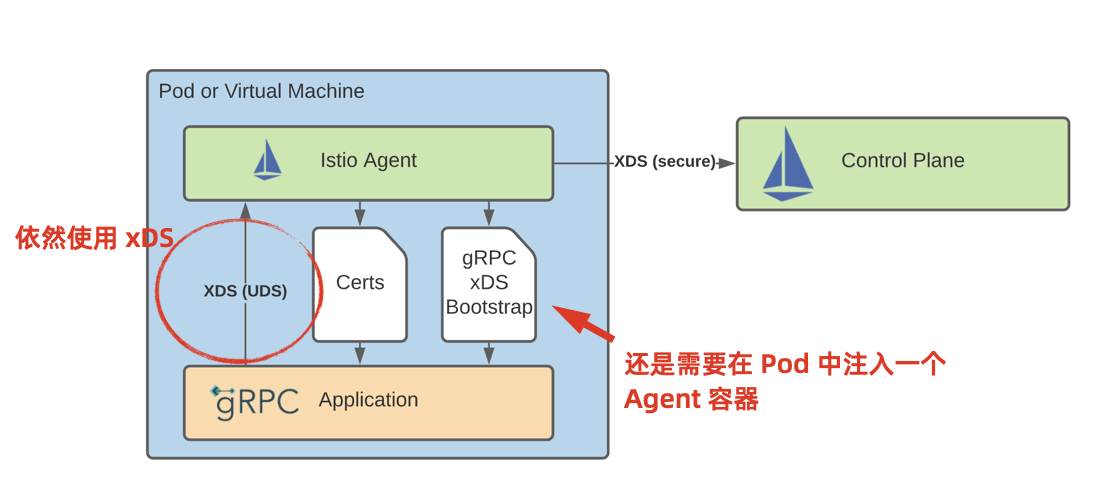 Pod or Virtual Machine
Istio Agent
XDS (secure)
Control Plane
依然使用 xDS
XDS (UDS)
Certs
gRPC
xDS
Bootstrap
还是需要在 Pod 中注入一个
Agent 容器
gRPC
Application